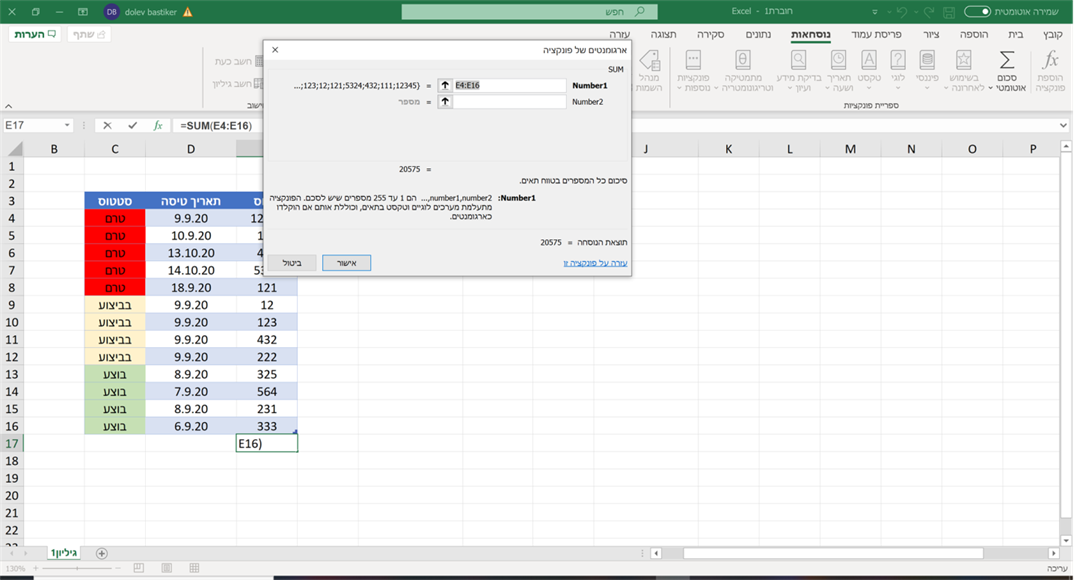 שמירה אוטומטית
חוברת1 - Excel
חפש
dolev bastiker
DB
קובץ בית הוספה ציור פריסת עמוד נוסחאות נתונים סקירה תצוגה עזרה
שתף
הערות
הוספת פונקציה
סכום אוטומטי
בשימוש לאחרונה
פיננסי
לוגי
טקסט
תאריך ושעה
בדיקת מידע ועיון
מתמטיקה וטריגונומטריה
פונקציות נוספות
מנהל השמות
חשב כעת
חשב גיליון
ספריית פונקציות
ישוב
E17
fx
=SUM(E4:E16)
ארגומנטים של פונקציה
SUM
Number1 E4:E16 = {12345;111;432;5324;121;12;123;...
Number2 = מספר
= 20575
סיכום כל המספרים בטווח תאים.
Number1: number1,number2,... הם 1 עד 255 מספרים שיש לסכם. הפונקציה
מתעלמת מערכים לוגיים וטקסט בתאים, וכוללת אותם אם הוקלדו
כארגומנטים.
תוצאת הנוסחה = 20575
עזרה על פונקציה זו
אישור
ביטול
B C D J K L M N O P
1
2
3 סטטוס תאריך טיסה
4 טרם 9.9.20 12
5 טרם 10.9.20 1
6 טרם 13.10.20 4
7 טרם 14.10.20 53
8 טרם 18.9.20 121
9 בביצוע 9.9.20 12
10 בביצוע 9.9.20 123
11 בביצוע 9.9.20 432
12 בביצוע 9.9.20 222
13 בוצע 8.9.20 325
14 בוצע 7.9.20 564
15 בוצע 8.9.20 231
16 בוצע 6.9.20 333
17 E16)
18
19
20
21
22
גיליון1
130%
עריכה